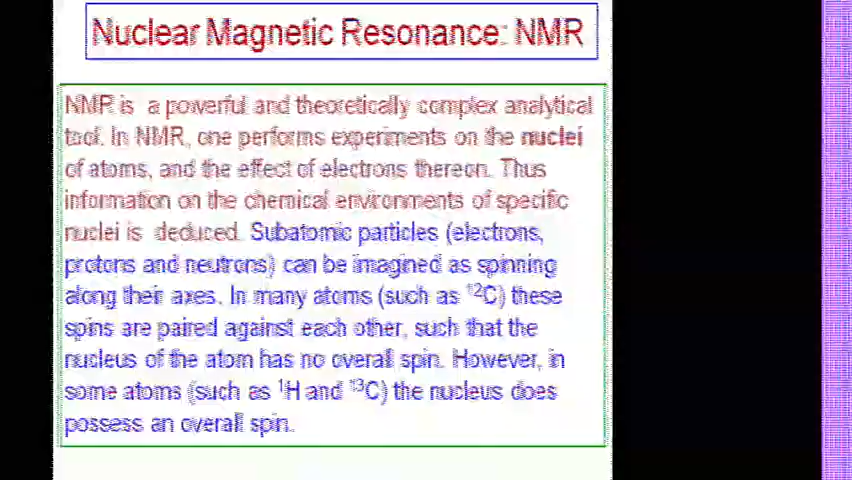 Nuclear Magnetic Resonance: NMR
NMR is a powerful and theoretically complex analytical
tool. In NMR, one performs experiments on the nuclei
of atoms, and the effect of electrons thereon. Thus
information on the chemical environments of specific
nuclei is deduced. Subatomic particles (electrons,
protons and neutrons) can be imagined as spinning
along their axes. In many atoms (such as ¹²C) these
spins are paired against each other, such that the
nucleus of the atom has no overall spin. However, in
some atoms (such as ¹H and ¹³C) the nucleus does
possess an overall spin.